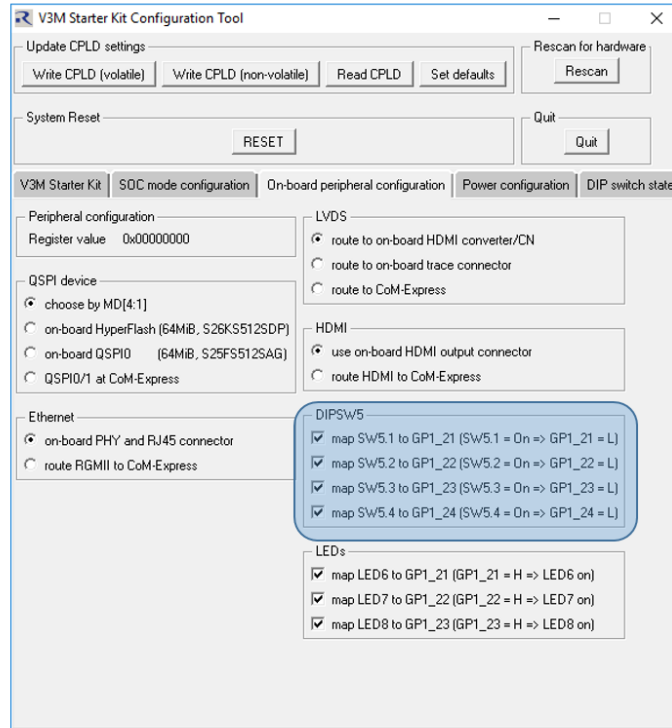 V3M Starter Kit Configuration Tool
Update CPLD settings
Write CPLD (volatile) Write CPLD (non-volatile) Read CPLD Set defaults
Rescan for hardware
Rescan
System Reset
RESET
Quit
Quit
V3M Starter Kit SOC mode configuration On-board peripheral configuration Power configuration DIP switch state
Peripheral configuration
Register value 0x00000000
QSPI device
choose by MD[4:1]
on-board HyperFlash (64MiB, S26KS512SDP)
on-board QSPI0 (64MiB, S25FS512SAG)
QSPI0/1 at CoM-Express
Ethernet
on-board PHY and RJ45 connector
route RGMII to CoM-Express
LVDS
route to on-board HDMI converter/CN
route to on-board trace connector
route to CoM-Express
HDMI
use on-board HDMI output connector
route HDMI to CoM-Express
DIPSW5
map SW5.1 to GP1_21 (SW5.1 = On => GP1_21 = L)
map SW5.2 to GP1_22 (SW5.2 = On => GP1_22 = L)
map SW5.3 to GP1_23 (SW5.3 = On => GP1_23 = L)
map SW5.4 to GP1_24 (SW5.4 = On => GP1_24 = L)
LEDs
map LED6 to GP1_21 (GP1_21 = H => LED6 on)
map LED7 to GP1_22 (GP1_22 = H => LED7 on)
map LED8 to GP1_23 (GP1_23 = H => LED8 on)